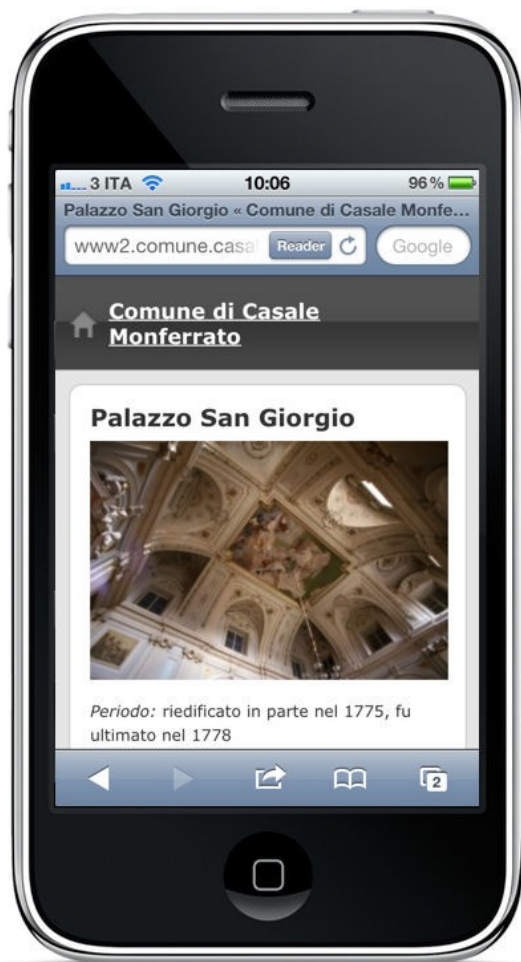 3 ITA 10:06 96 %
Palazzo San Giorgio « Comune di Casale Monfe...
www2.comune.casa Reader Google
Comune di Casale
Monferrato
Palazzo San Giorgio
Periodo: riedificato in parte nel 1775, fu
ultimato nel 1778
2